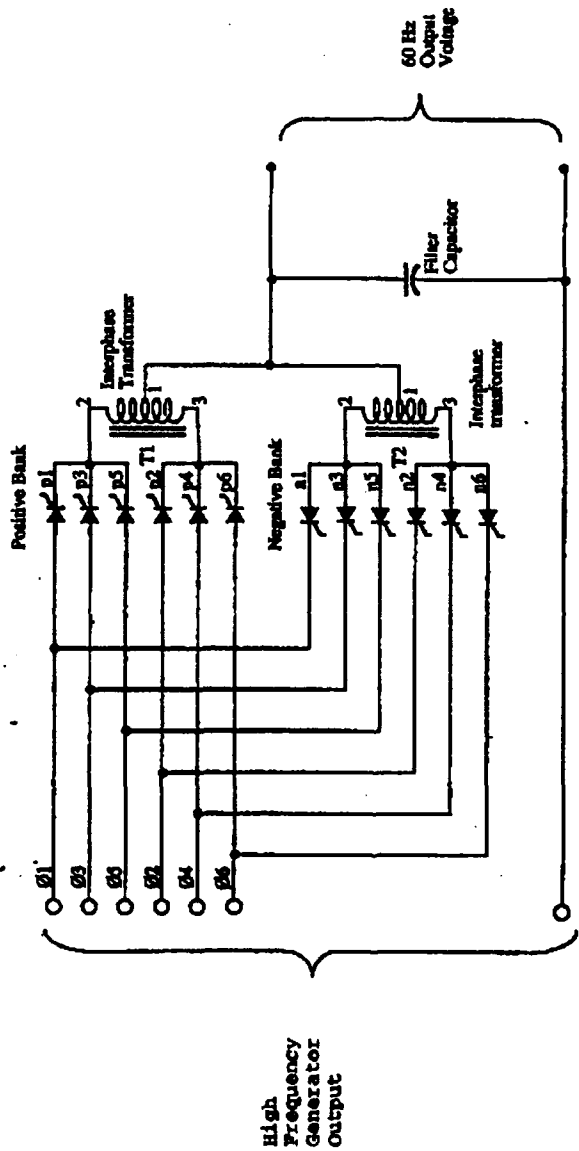 Ø1
Ø3
Ø5
Ø2
Ø4
Ø6
High
Frequency
Generator
Output
Positive Bank
p1
p3
p5
p2
p4
p6
Interphase
Transformer
2
1
3
T1
Negative Bank
n1
n3
n5
n2
n4
n6
2
1
3
T2
Interphase
transformer
Filter
Capacitor
60 Hz
Output
Voltage